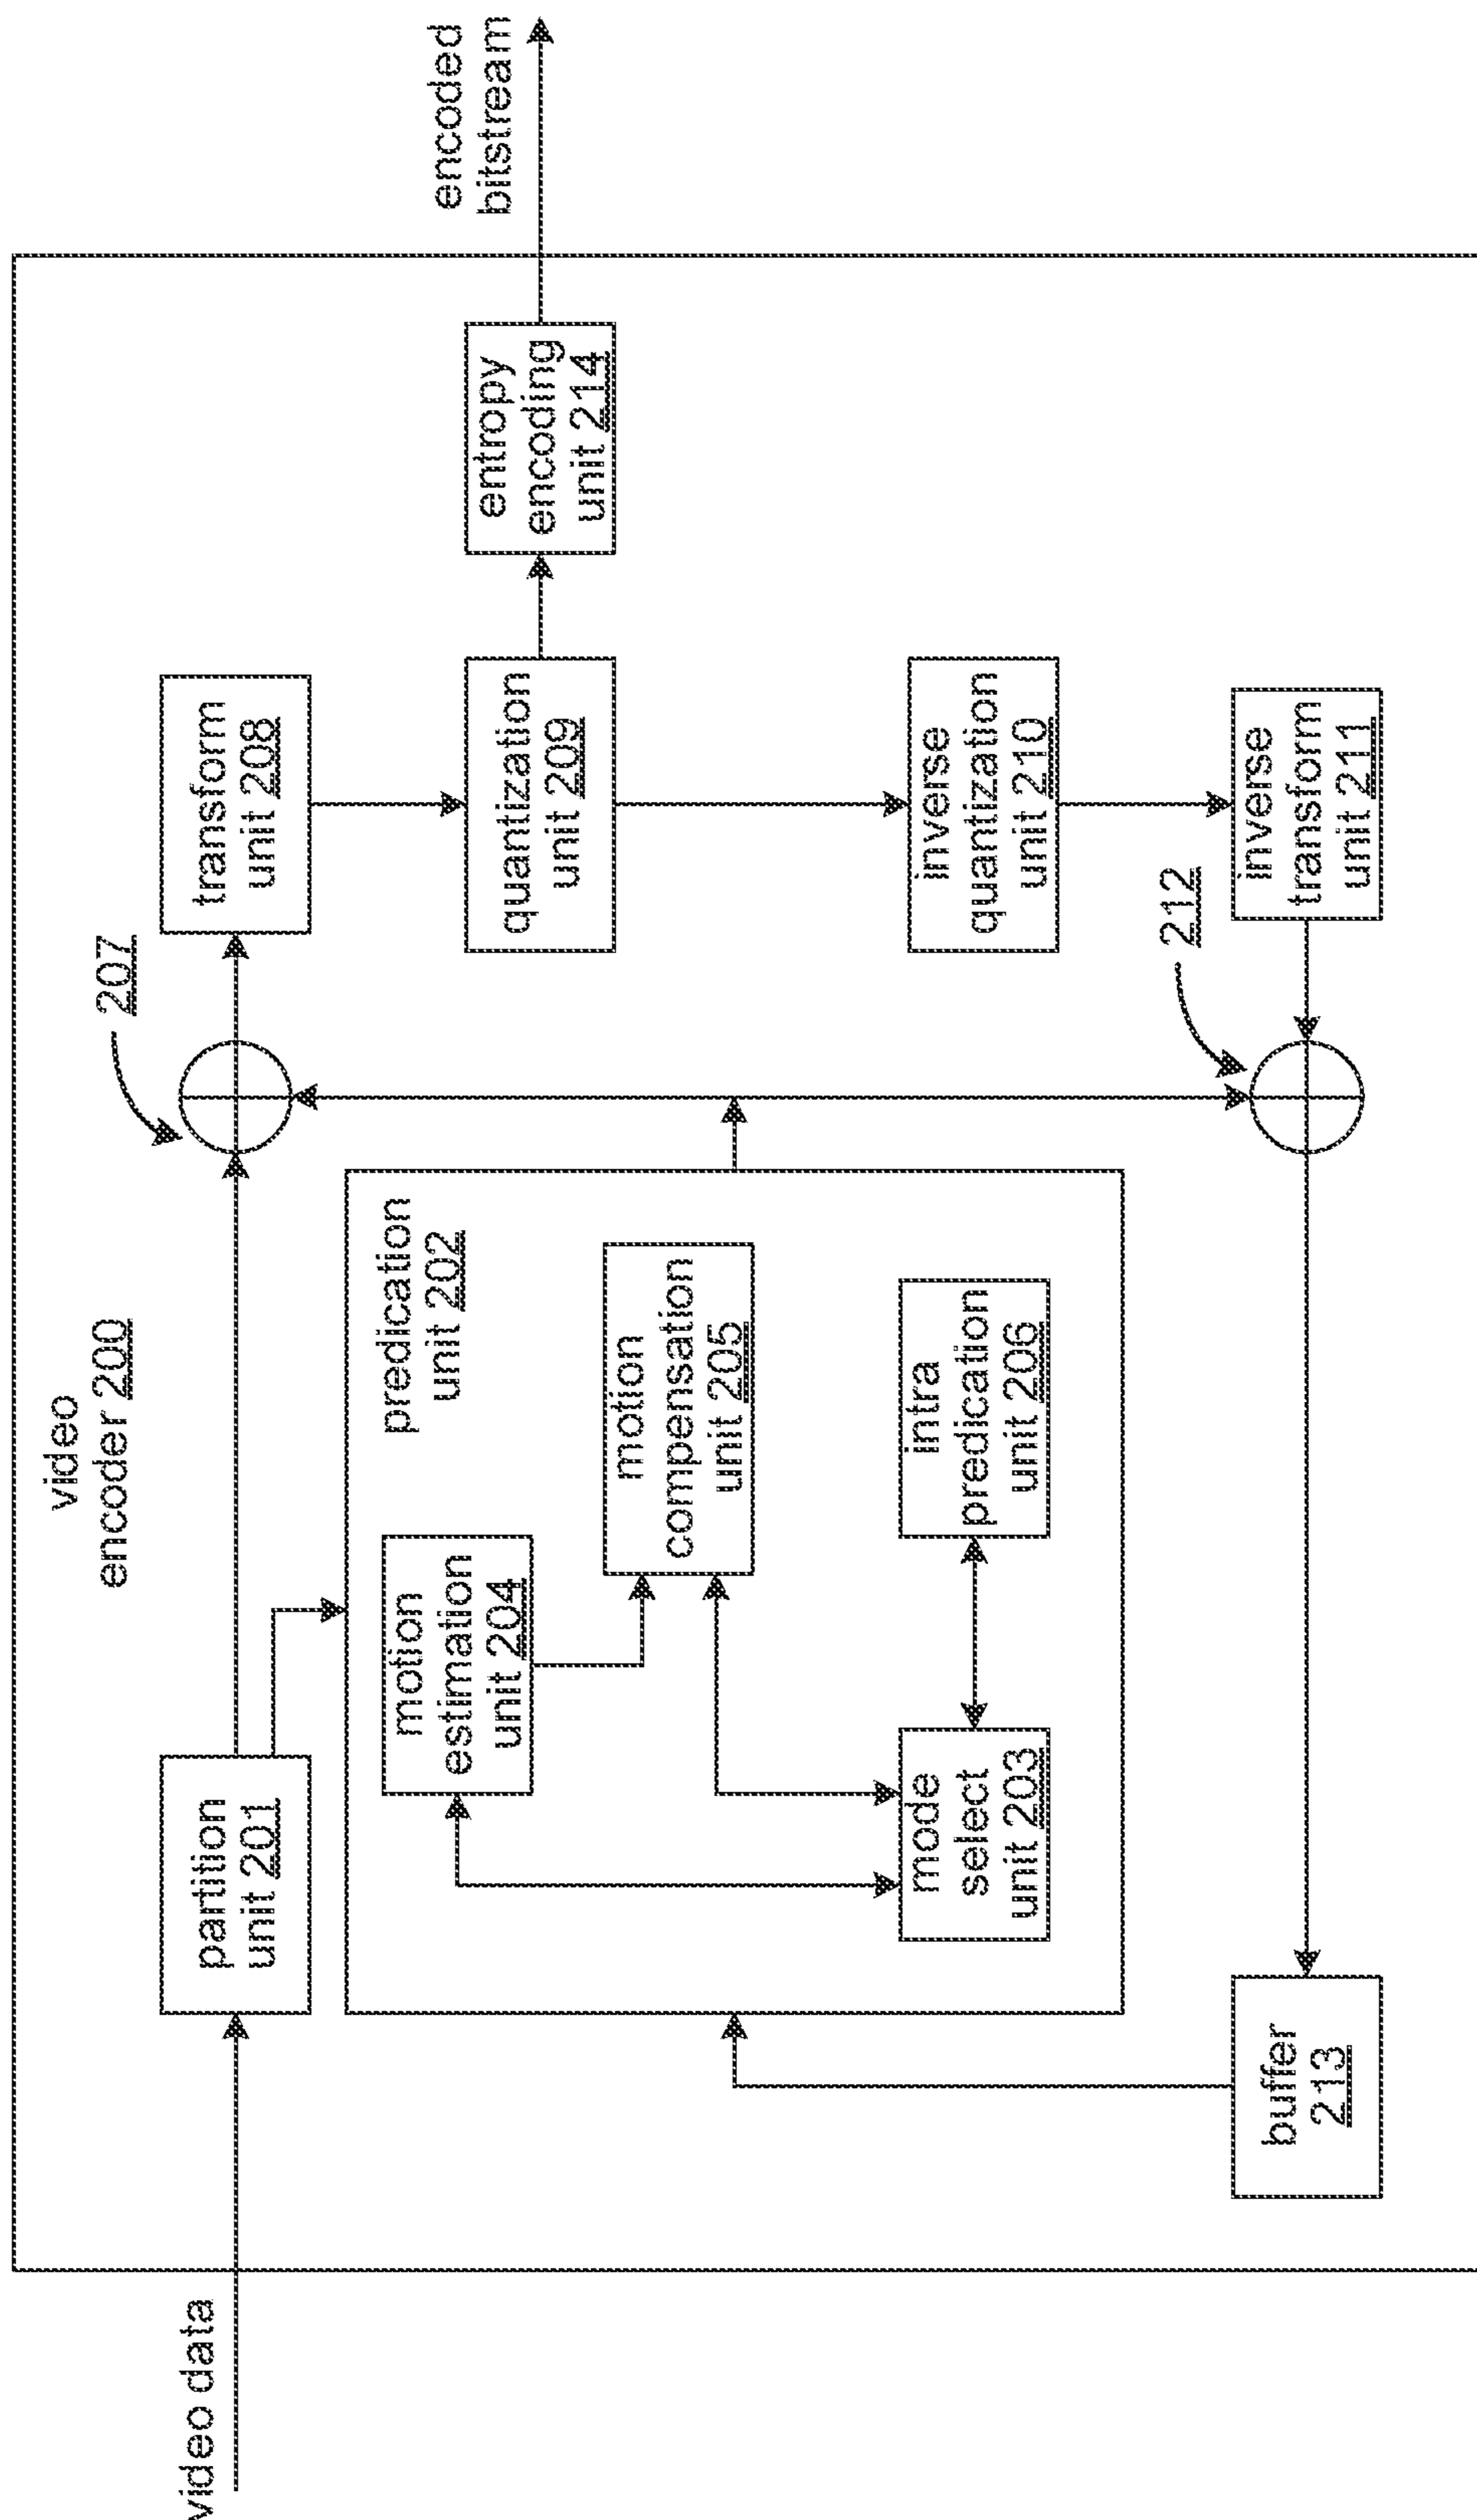 video
encoder 200
video data
partition
unit 201
207
transform
unit 208
predication
unit 202
motion
estimation
unit 204
motion
compensation
unit 205
mode
select
unit 203
intra
predication
unit 206
quantization
unit 209
entropy
encoding
unit 214
encoded
bitstream
inverse
quantization
unit 210
212
inverse
transform
unit 211
buffer
213